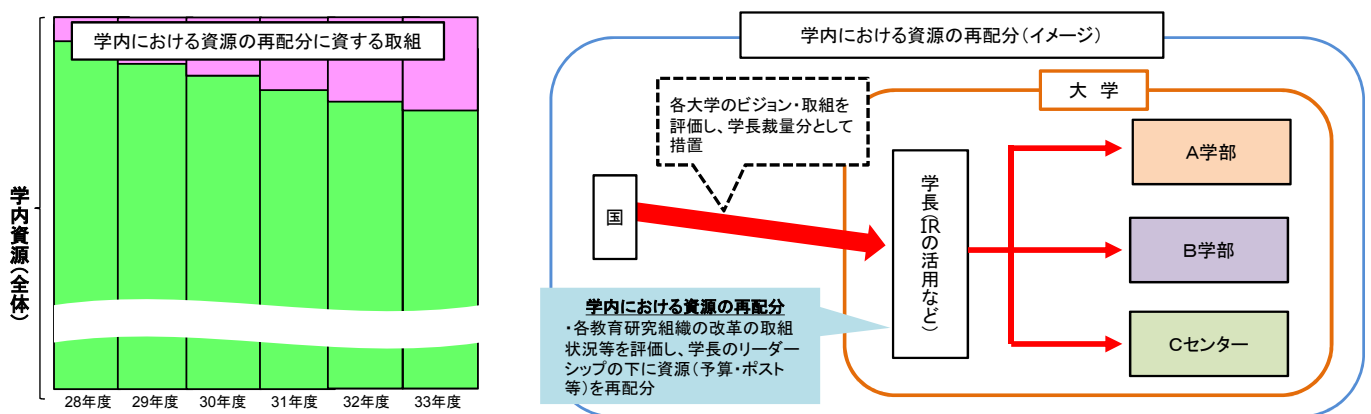 学内における資源の再配分に資する取組
学内資源(全体)
28年度 29年度 30年度 31年度 32年度 33年度
学内における資源の再配分(イメージ)
大 学
各大学のビジョン・取組を
評価し、学長裁量分として
措置
国
学長(IRの活用など)
A学部
B学部
Cセンター
学内における資源の再配分
・各教育研究組織の改革の取組
状況等を評価し、学長のリーダー
シップの下に資源(予算・ポスト
等)を再配分